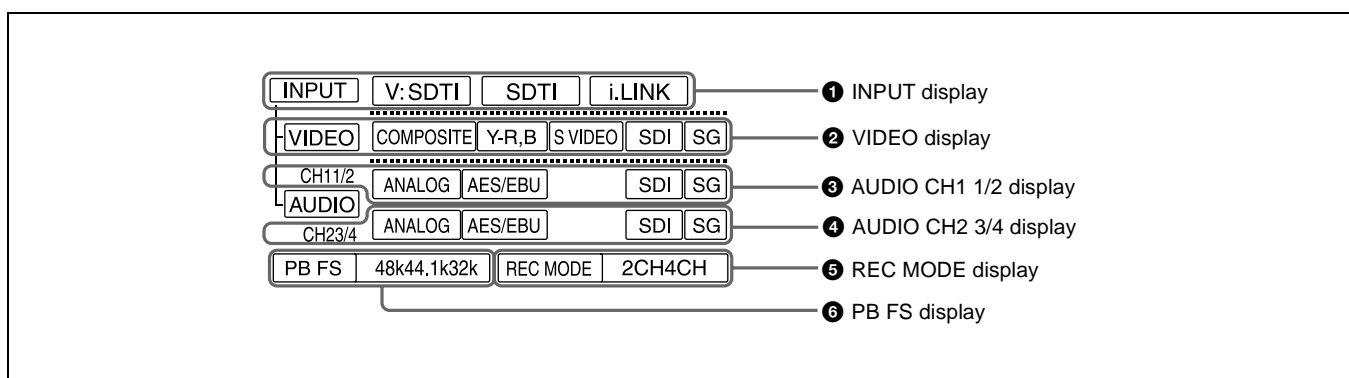 INPUT V:SDTI SDTI i.LINK ❶ INPUT display
VIDEO COMPOSITE Y-R,B S VIDEO SDI SG ❷ VIDEO display
CH11/2 ANALOG AES/EBU SDI SG ❸ AUDIO CH1 1/2 display
AUDIO
CH23/4 ANALOG AES/EBU SDI SG ❹ AUDIO CH2 3/4 display
PB FS 48k44.1k32k REC MODE 2CH4CH ❺ REC MODE display
❻ PB FS display